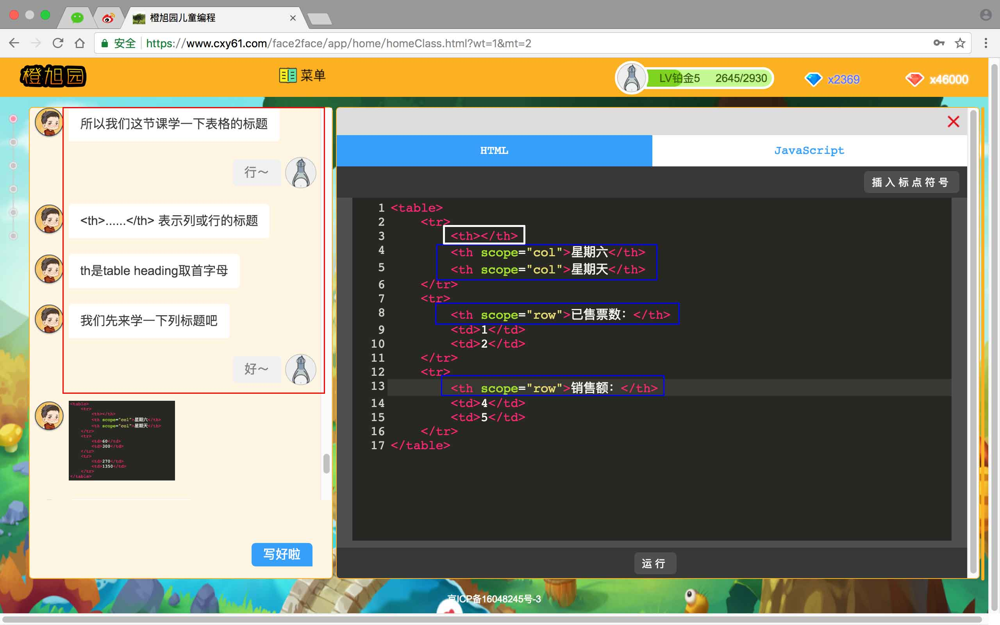 橙旭园儿童编程
安全 https://www.cxy61.com/face2face/app/home/homeClass.html?wt=1&mt=2
橙旭园
菜单
LV铂金5 2645/2930
x2369
x46000
所以我们这节课学一下表格的标题
行～
<th>......</th> 表示列或行的标题
th是table heading取首字母
我们先来学一下列标题吧
好～
<table>
<tr>
<th></th>
<th scope="col">星期六</th>
<th scope="col">星期天</th>
</tr>
<tr>
<td>60</td>
<td>300</td>
</tr>
<tr>
<td>270</td>
<td>1350</td>
</tr>
</table>
写好啦
HTML
JavaScript
插入标点符号
1 <table>
2 <tr>
3 <th></th>
4 <th scope="col">星期六</th>
5 <th scope="col">星期天</th>
6 </tr>
7 <tr>
8 <th scope="row">已售票数：</th>
9 <td>1</td>
10 <td>2</td>
11 </tr>
12 <tr>
13 <th scope="row">销售额：</th>
14 <td>4</td>
15 <td>5</td>
16 </tr>
17 </table>
运行
京ICP备16048245号-3